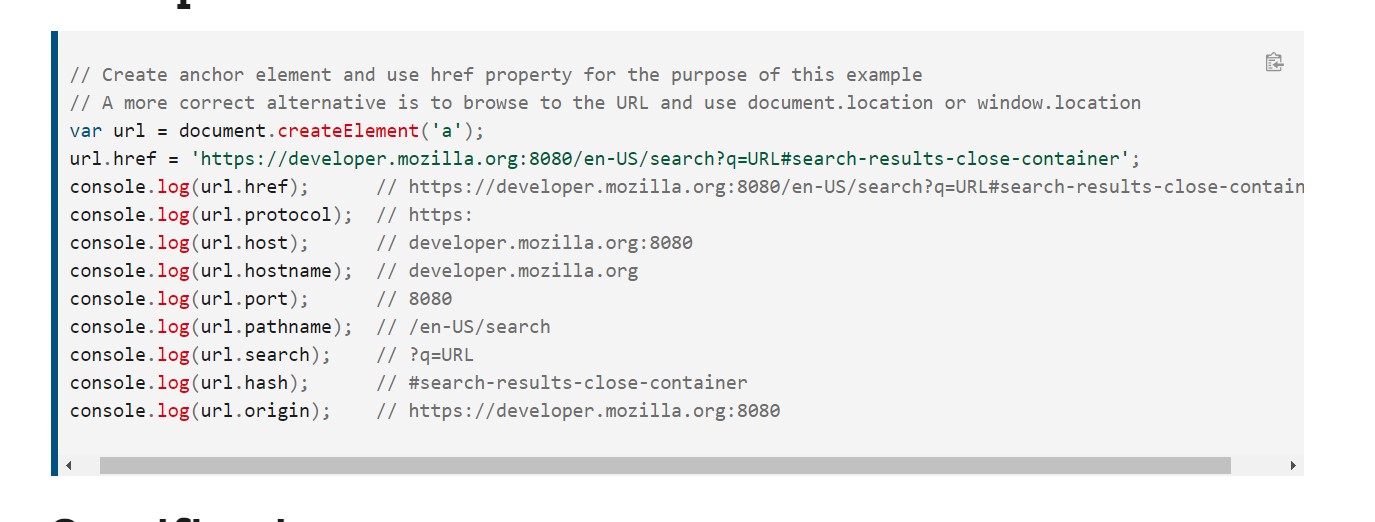 // Create anchor element and use href property for the purpose of this example
// A more correct alternative is to browse to the URL and use document.location or window.location
var url = document.createElement('a');
url.href = 'https://developer.mozilla.org:8080/en-US/search?q=URL#search-results-close-container';
console.log(url.href);      // https://developer.mozilla.org:8080/en-US/search?q=URL#search-results-close-contain
console.log(url.protocol);  // https:
console.log(url.host);      // developer.mozilla.org:8080
console.log(url.hostname);  // developer.mozilla.org
console.log(url.port);      // 8080
console.log(url.pathname);  // /en-US/search
console.log(url.search);    // ?q=URL
console.log(url.hash);      // #search-results-close-container
console.log(url.origin);    // https://developer.mozilla.org:8080